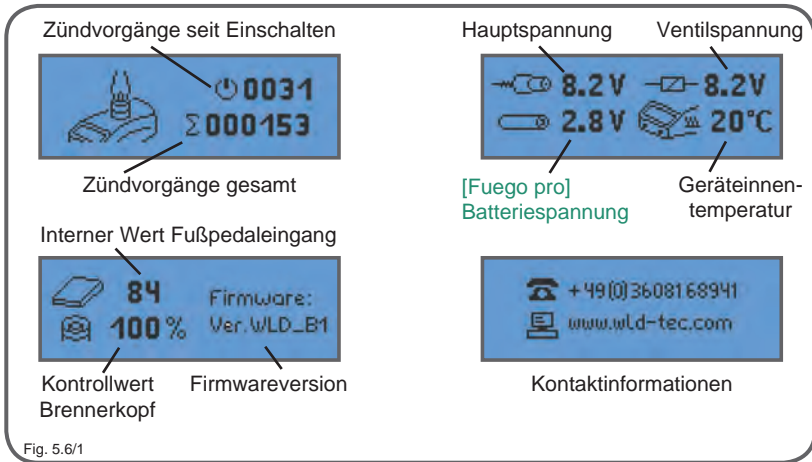 Zündvorgänge seit Einschalten
0031
Σ000153
Zündvorgänge gesamt
Hauptspannung
Ventilspannung
8.2 V
8.2V
2.8 V
20°C
[Fuego pro]
Batteriespannung
Geräteinnen-
temperatur
Interner Wert Fußpedaleingang
84
100%
Firmware:
Ver.WLD_B1
Kontrollwert
Brennerkopf
Firmwareversion
+49(0)3608168941
www.wld-tec.com
Kontaktinformationen
Fig. 5.6/1